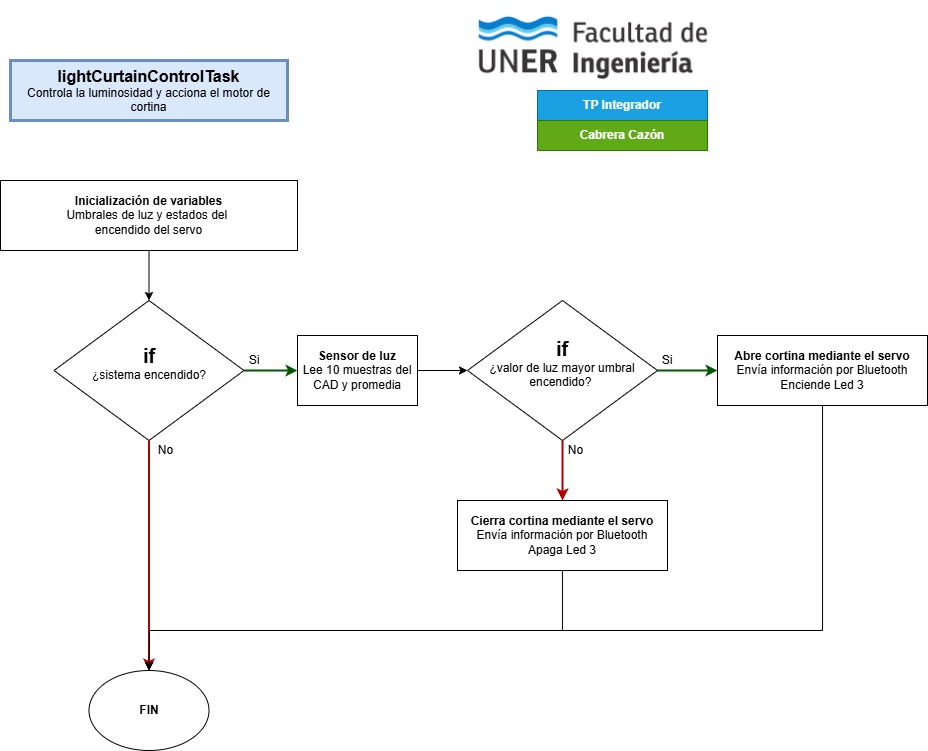 UNER
Facultad de
Ingeniería
TP Integrador
Cabrera Cazón
lightCurtainControlTask
Controla la luminosidad y acciona el motor de
cortina
Inicialización de variables
Umbrales de luz y estados del
encendido del servo
if
¿sistema encendido?
Si
No
Sensor de luz
Lee 10 muestras del
CAD y promedia
if
¿valor de luz mayor umbral
encendido?
Si
No
Abre cortina mediante el servo
Envía información por Bluetooth
Enciende Led 3
Cierra cortina mediante el servo
Envía información por Bluetooth
Apaga Led 3
FIN